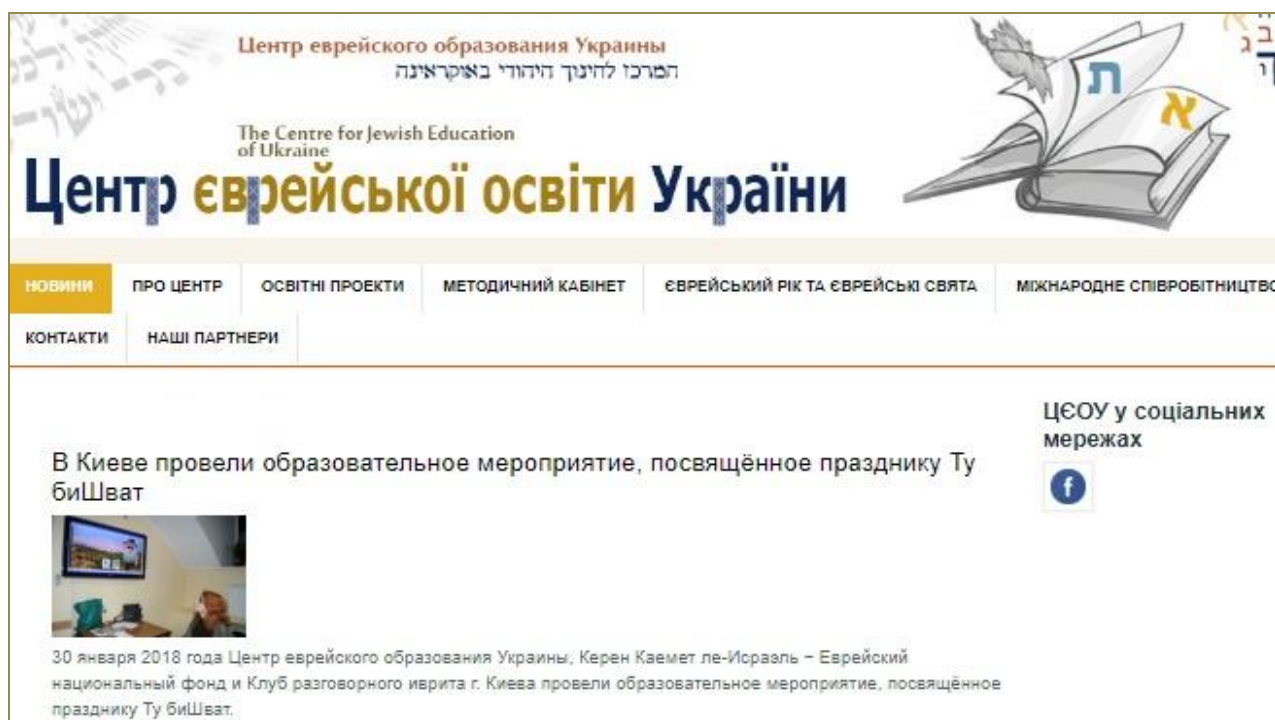 Центр еврейского образования Украины
המרכז לחינוך היהודי באוקראינה
The Centre for Jewish Education
of Ukraine
Центр єврейської освіти України
ת
א
НОВИНИ ПРО ЦЕНТР ОСВІТНІ ПРОЕКТИ МЕТОДИЧНИЙ КАБІНЕТ ЄВРЕЙСЬКИЙ РІК ТА ЄВРЕЙСЬКІ СВЯТА МІЖНАРОДНЕ СПІВРОБІТНИЦТВО
КОНТАКТИ НАШІ ПАРТНЕРИ
ЦЄОУ у соціальних
мережах
f
В Киеве провели образовательное мероприятие, посвящённое празднику Ту
биШват
30 января 2018 года Центр еврейского образования Украины, Керен Каемет ле-Исраэль – Еврейский
национальный фонд и Клуб разговорного иврита г. Киева провели образовательное мероприятие, посвящённое
празднику Ту биШват.